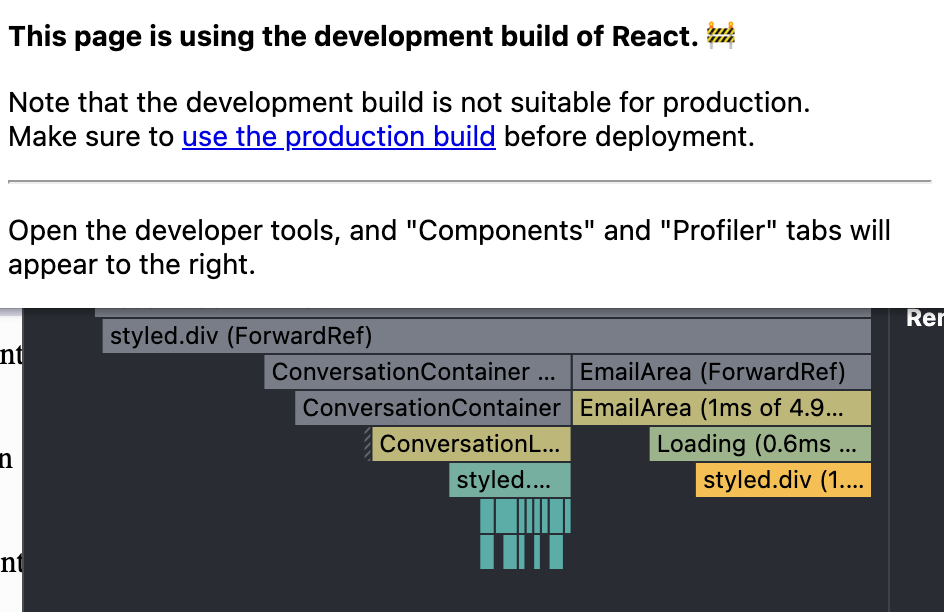 This page is using the development build of React. 🚧
Note that the development build is not suitable for production.
Make sure to use the production build before deployment.
Open the developer tools, and "Components" and "Profiler" tabs will
appear to the right.
styled.div (ForwardRef)
ConversationContainer ...
EmailArea (ForwardRef)
ConversationContainer
EmailArea (1ms of 4.9...
ConversationL...
Loading (0.6ms ...
styled....
styled.div (1....